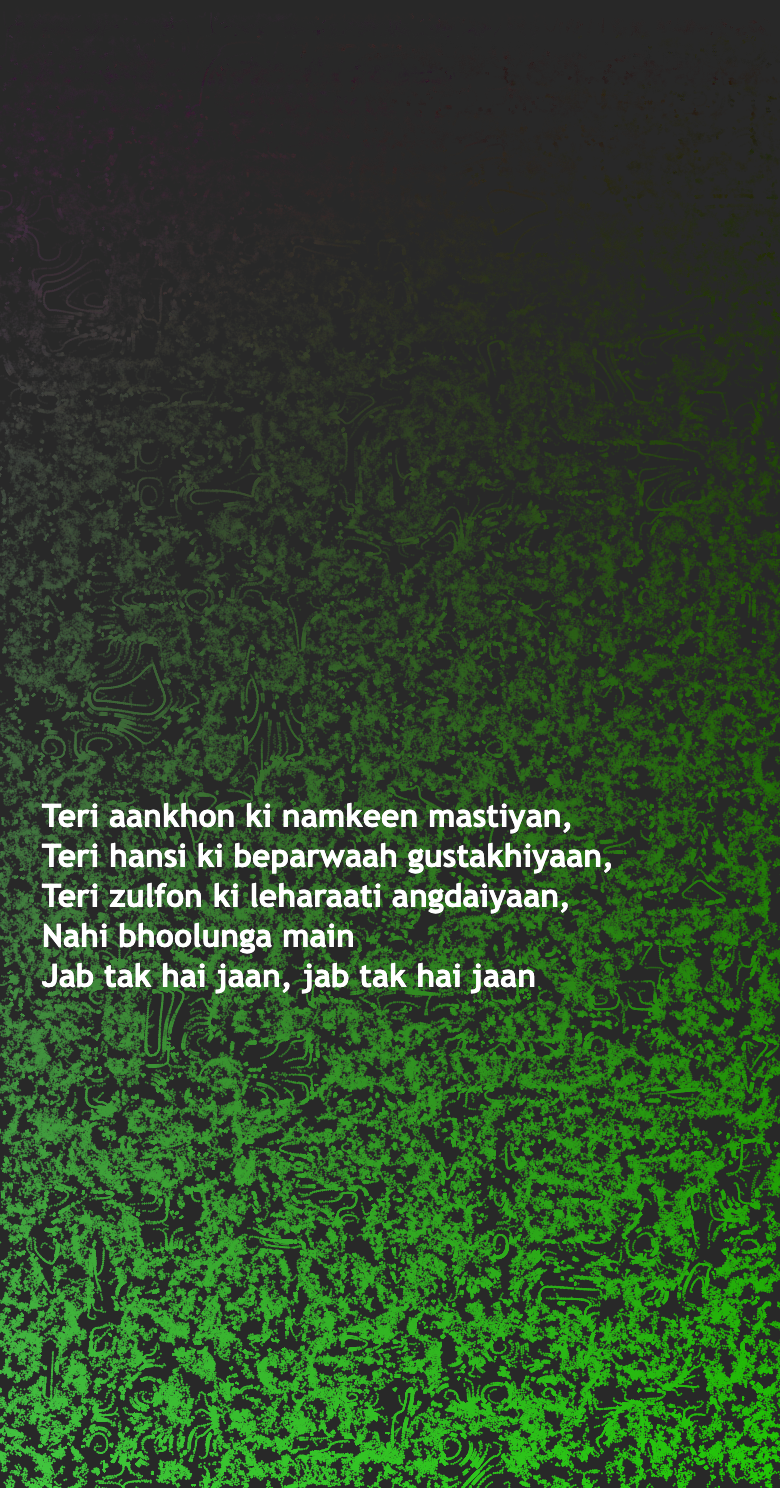 Teri aankhon ki namkeen mastiyan,
Teri hansi ki beparwaah gustakhiyaan,
Teri zulfon ki leharaati angdaiyaan,
Nahi bhoolunga main
Jab tak hai jaan, jab tak hai jaan